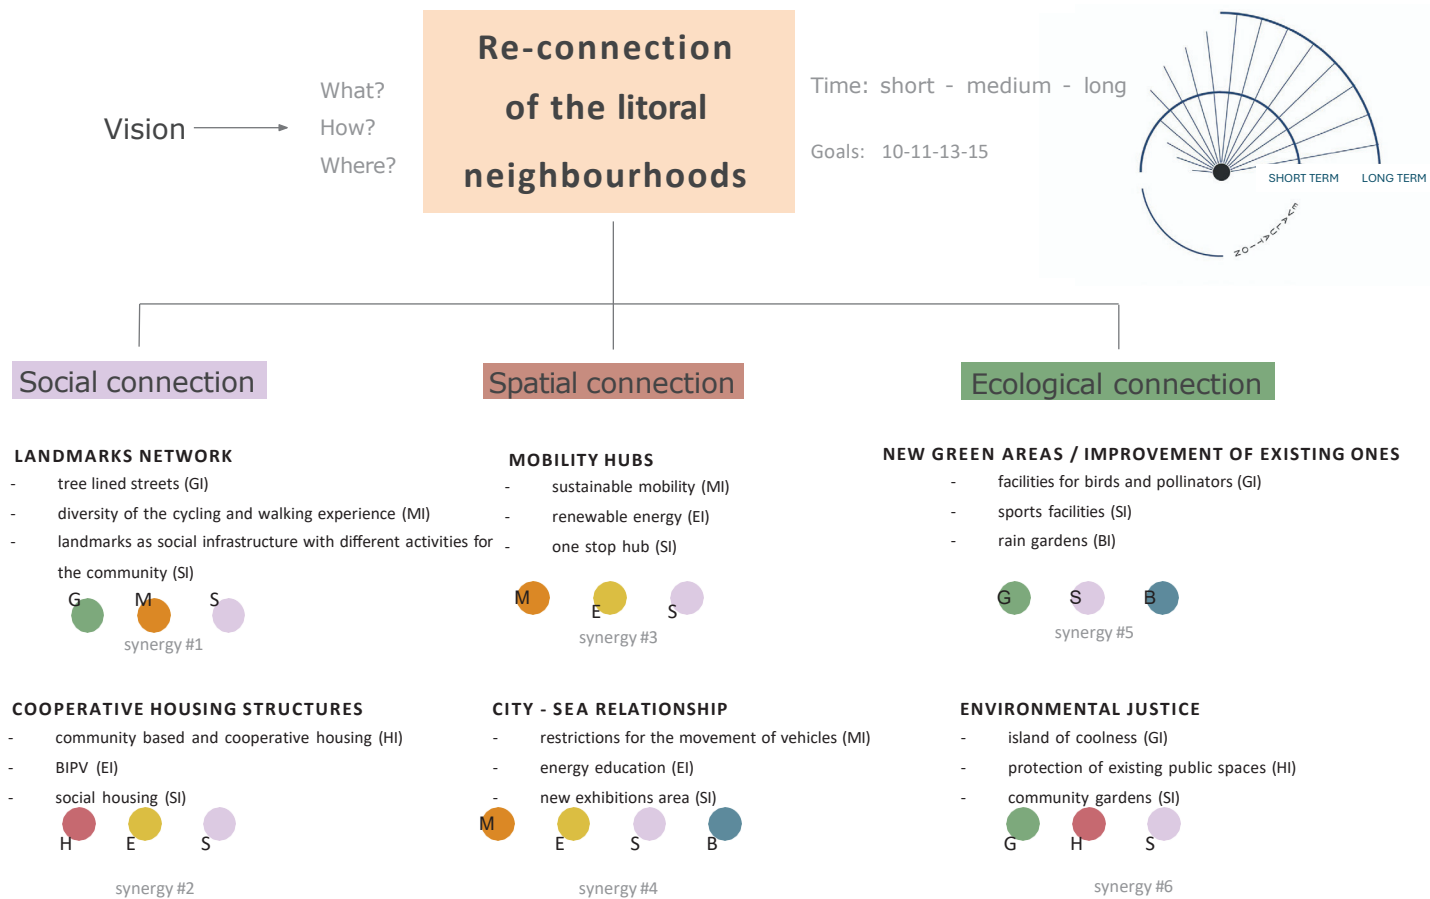 Vision
What?
How?
Where?
Re-connection
of the litoral
neighbourhoods
Time: short - medium - long
Goals: 10-11-13-15
SHORT TERM LONG TERM
EVALUATION
Social connection
LANDMARKS NETWORK
- tree lined streets (GI)
- diversity of the cycling and walking experience (MI)
- landmarks as social infrastructure with different activities for
the community (SI)
G M S
synergy #1
COOPERATIVE HOUSING STRUCTURES
- community based and cooperative housing (HI)
- BIPV (EI)
- social housing (SI)
H E S
synergy #2
Spatial connection
MOBILITY HUBS
- sustainable mobility (MI)
- renewable energy (EI)
- one stop hub (SI)
M E S
synergy #3
CITY - SEA RELATIONSHIP
- restrictions for the movement of vehicles (MI)
- energy education (EI)
- new exhibitions area (SI)
M E S B
synergy #4
Ecological connection
NEW GREEN AREAS / IMPROVEMENT OF EXISTING ONES
- facilities for birds and pollinators (GI)
- sports facilities (SI)
- rain gardens (BI)
G S B
synergy #5
ENVIRONMENTAL JUSTICE
- island of coolness (GI)
- protection of existing public spaces (HI)
- community gardens (SI)
G H S
synergy #6